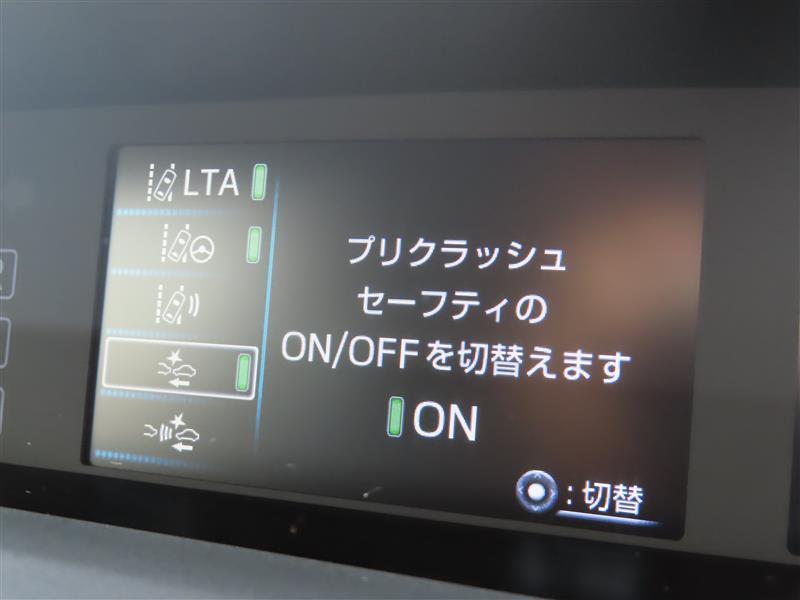 LTA
プリクラッシュ
セーフティの
ON/OFFを切替えます
ON
:切替